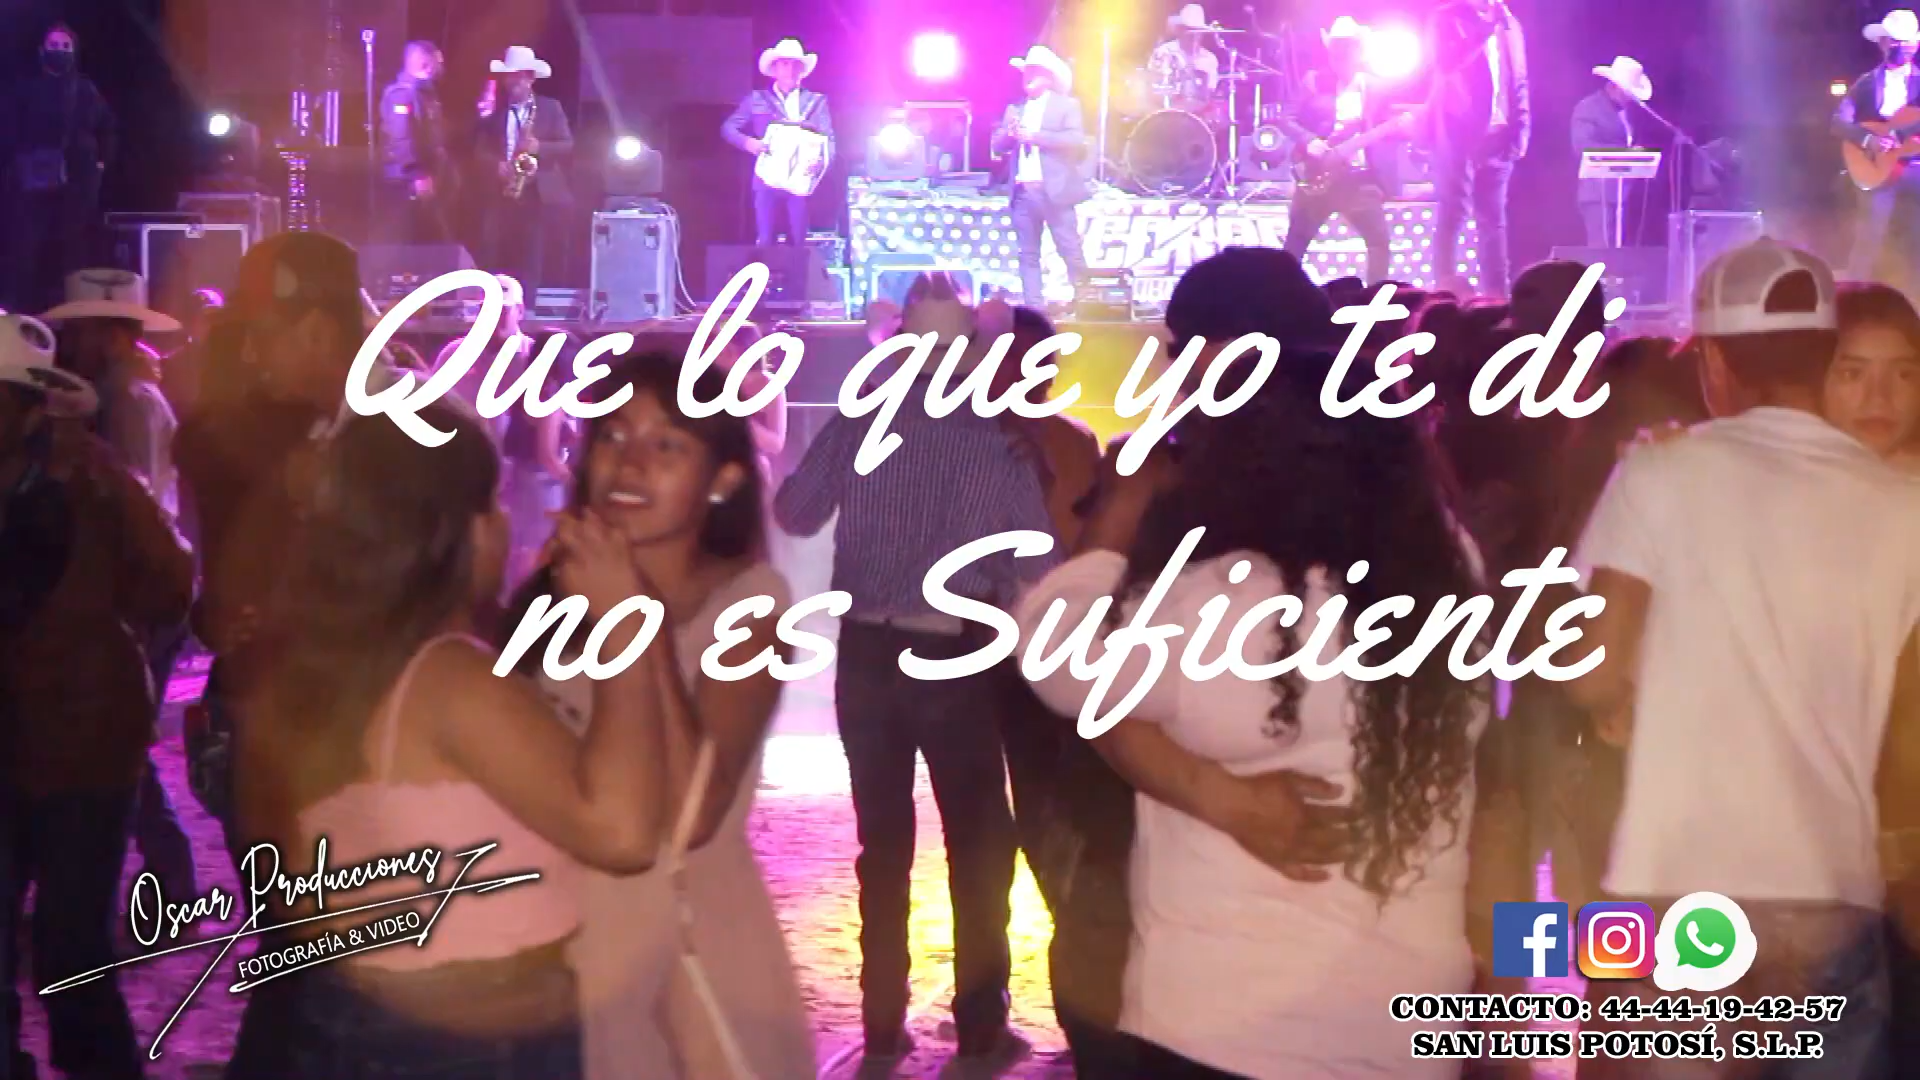 Que lo que yo te di
no es Suficiente
Oscar Producciones
FOTOGRAFÍA & VIDEO
CONTACTO: 44-44-19-42-57
SAN LUIS POTOSÍ, S.L.P.